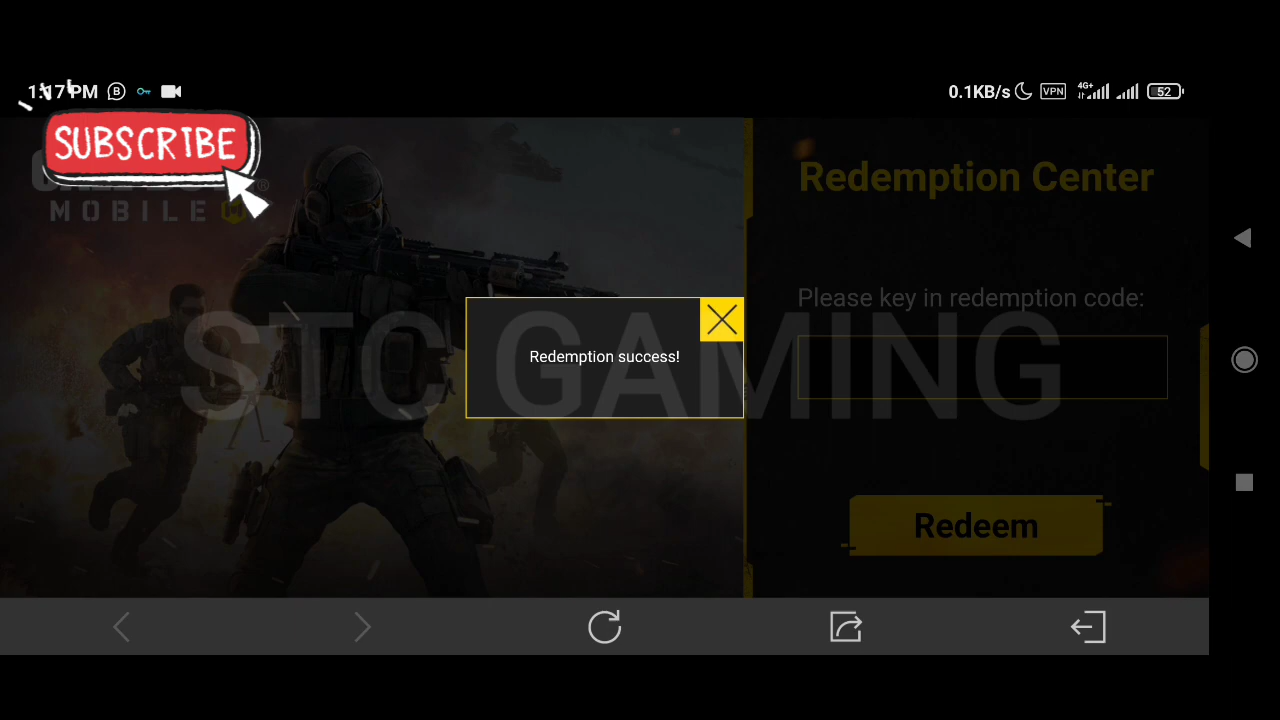 1:17 PM
0.1KB/s
VPN
4G+
52
SUBSCRIBE
MOBILE
Redemption Center
Please key in redemption code:
STC GAMING
Redemption success!
Redeem